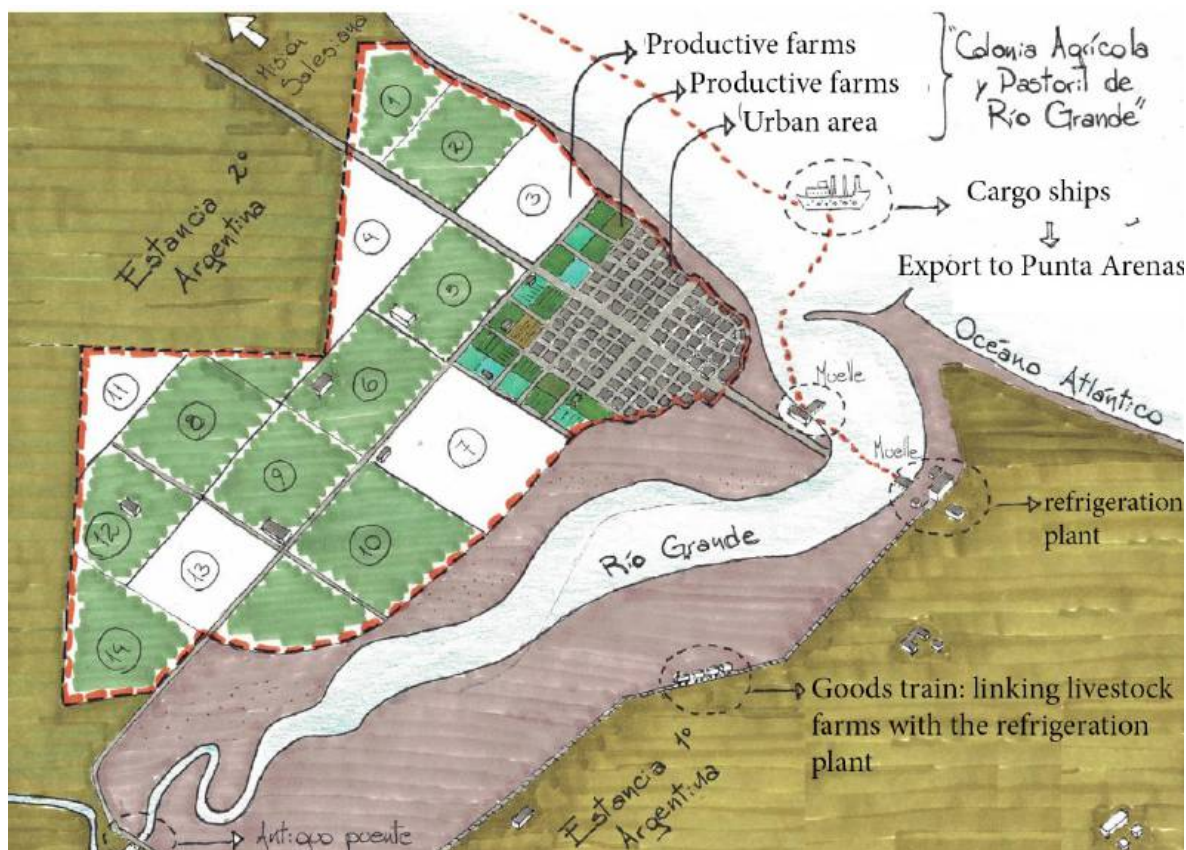 Misión
Salesiana
Productive farms
Productive farms
Urban area
"Colonia Agrícola
y Pastoril de
Río Grande"
Cargo ships
Export to Punta Arenas
Estancia 2º
Argentina
Océano Atlántico
Muelle
Muelle
refrigeration
plant
Río Grande
Goods train: linking livestock
farms with the refrigeration
plant
Estancia 1º
Argentina
Antiguo puente
1
2
3
4
5
6
7
8
9
10
11
12
13
14